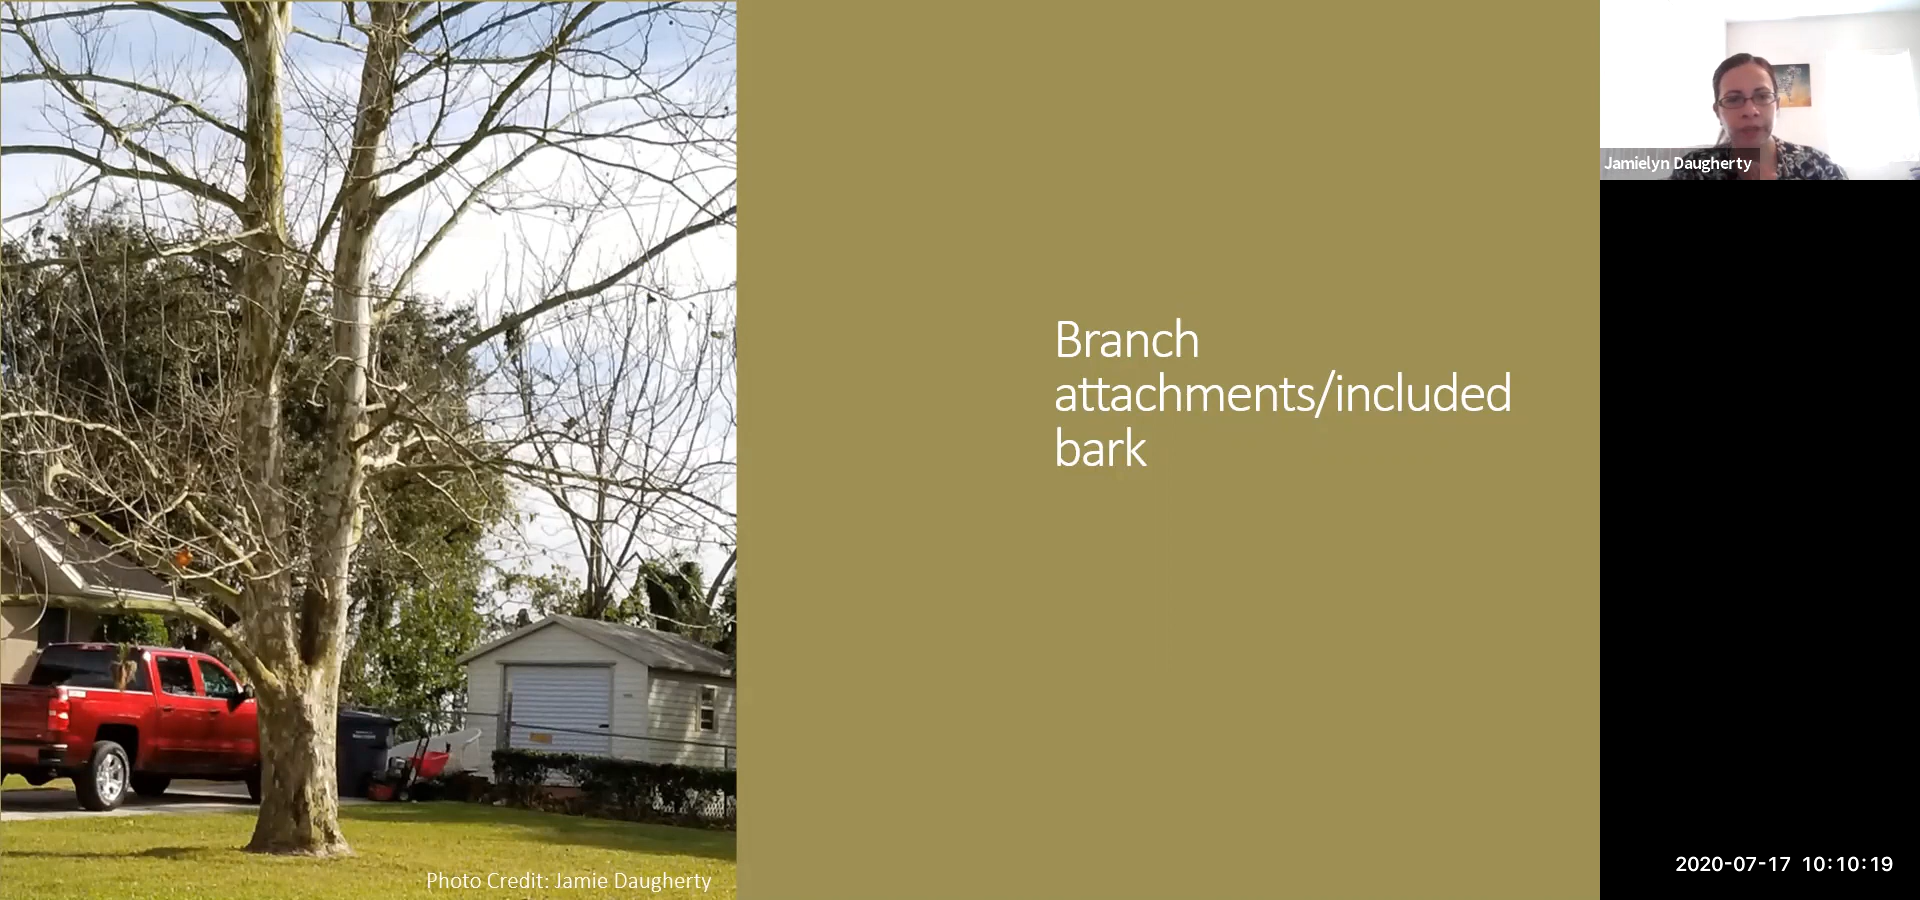 Branch
attachments/included
bark
Photo Credit: Jamie Daugherty
Jamielyn Daugherty
2020-07-17 10:10:19